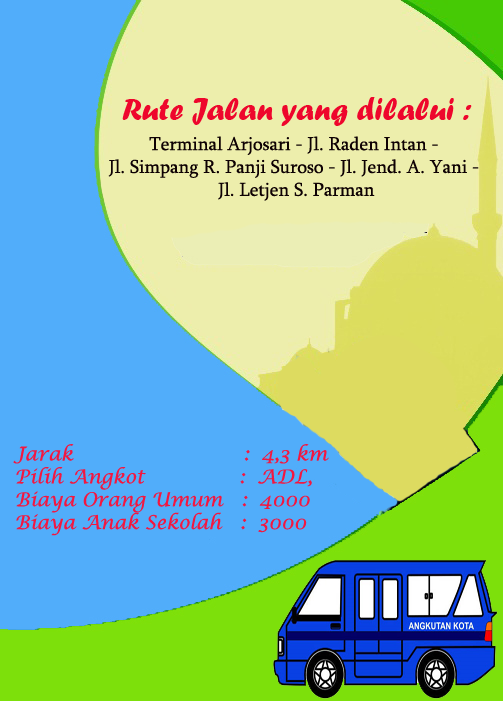 Rute Jalan yang dilalui :
Terminal Arjosari - Jl. Raden Intan -
Jl. Simpang R. Panji Suroso - Jl. Jend. A. Yani -
Jl. Letjen S. Parman
Jarak : 4,3 km
Pilih Angkot : ADL,
Biaya Orang Umum : 4000
Biaya Anak Sekolah : 3000
ANGKUTAN KOTA